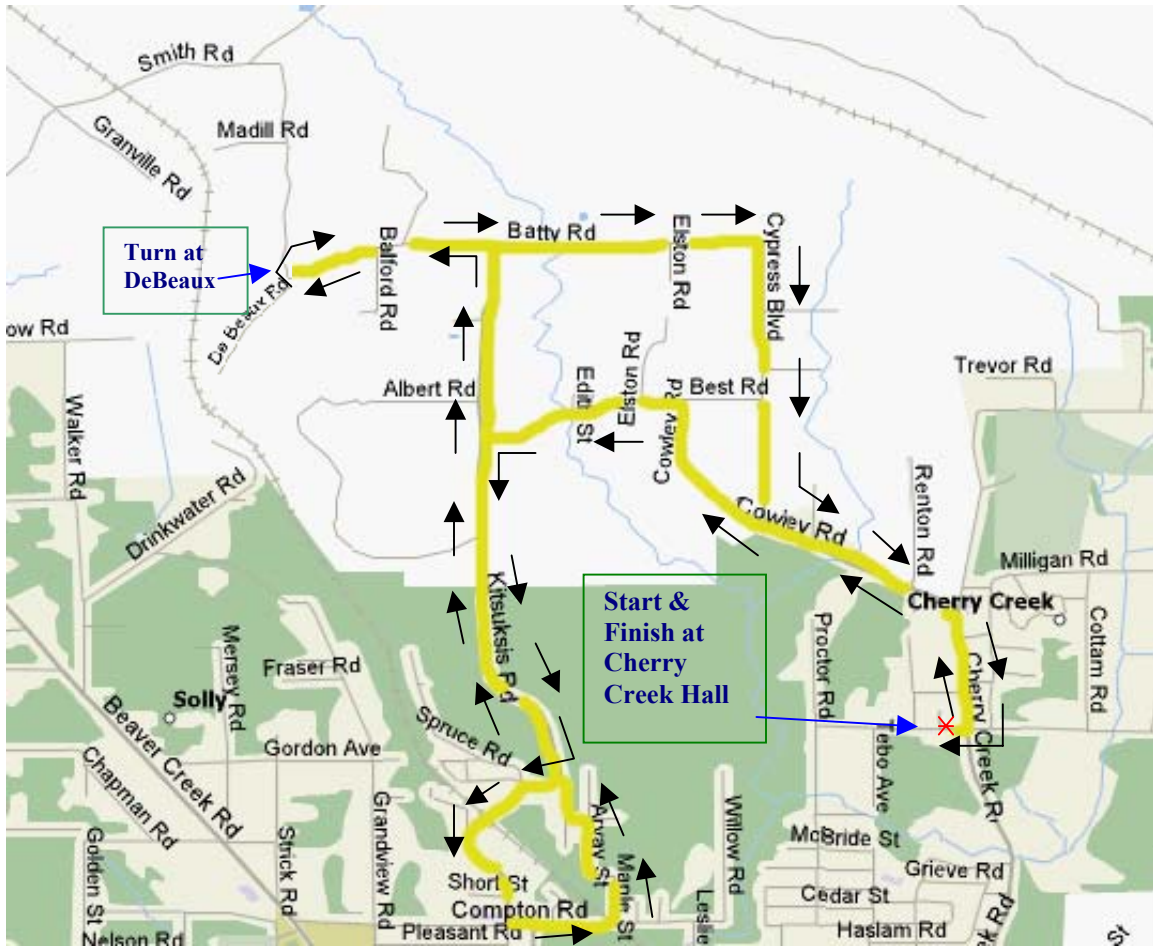 Smith Rd
Granville Rd
Madill Rd
Turn at
DeBeaux
De Beaux Rd
Balford Rd
Batty Rd
Elston Rd
Cypress Blvd
ow Rd
Walker Rd
Albert Rd
Edith St
Elston Rd
Cowley Rd
Best Rd
Trevor Rd
Drinkwater Rd
Cowley Rd
Renton Rd
Milligan Rd
Kitsuksis Rd
Start &
Finish at
Cherry
Creek Hall
Cherry Creek
Cottam Rd
Proctor Rd
Mersey Rd
Fraser Rd
Solly
Beaver Creek Rd
Spruce Rd
Gordon Ave
Tebo Ave
Cherry Creek R
Chapman Rd
Golden St
Strick Rd
Grandview Rd
Arvay St
Willow Rd
McBride St
Short St
Compton Rd
Pleasant Rd
St
Leslie
Grieve Rd
Cedar St
Haslam Rd
ek Rd
Nelson Rd
St